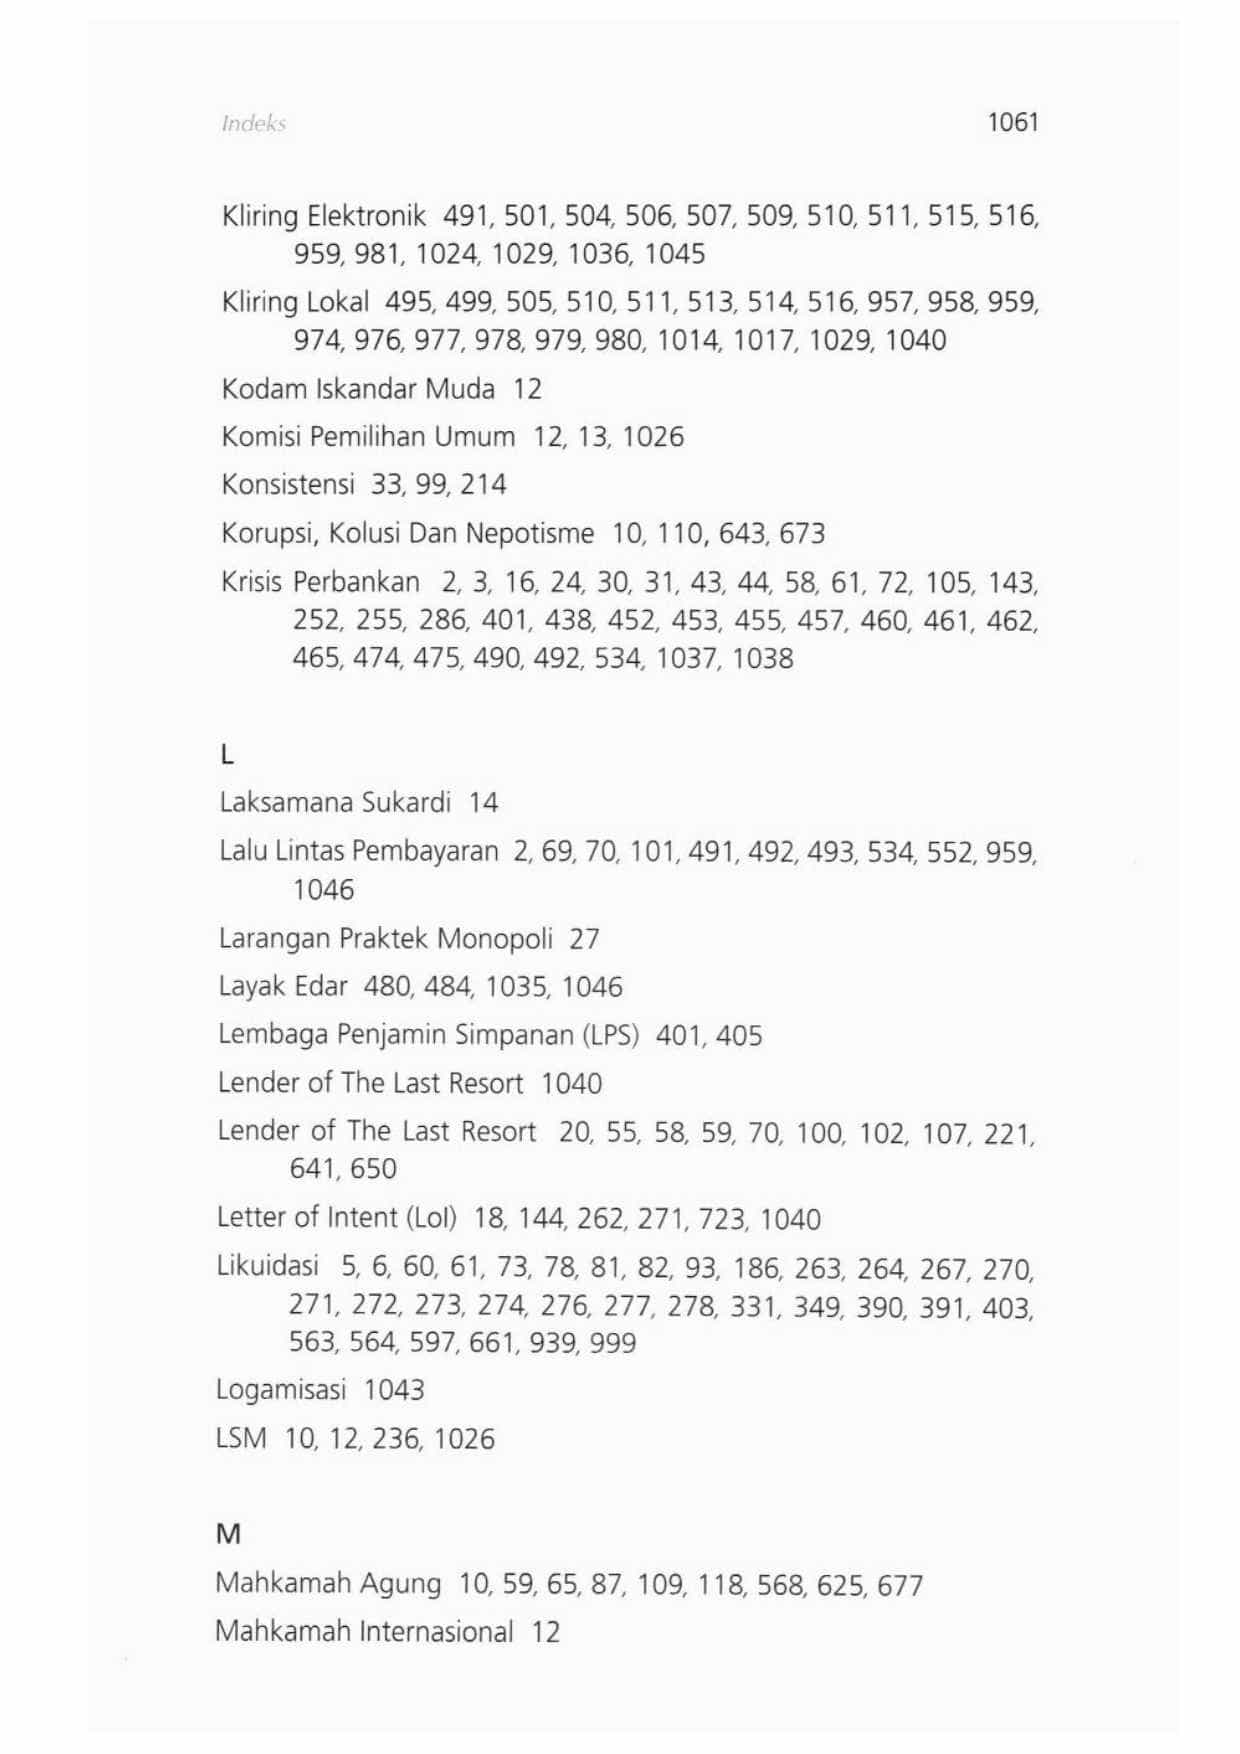 Indeks 1061
Kliring Elektronik 491, 501, 504, 506, 507, 509, 510, 511, 515, 516,
959, 981, 1024, 1029, 1036, 1045
Kliring Lokal 495, 499, 505, 510, 511, 513, 514, 516, 957, 958, 959,
974, 976, 977, 978, 979, 980, 1014, 1017, 1029, 1040
Kodam Iskandar Muda 12
Komisi Pemilihan Umum 12, 13, 1026
Konsistensi 33, 99, 214
Korupsi, Kolusi Dan Nepotisme 10, 110, 643, 673
Krisis Perbankan 2, 3, 16, 24, 30, 31, 43, 44, 58, 61, 72, 105, 143,
252, 255, 286, 401, 438, 452, 453, 455, 457, 460, 461, 462,
465, 474, 475, 490, 492, 534, 1037, 1038
L
Laksamana Sukardi 14
Lalu Lintas Pembayaran 2, 69, 70, 101, 491, 492, 493, 534, 552, 959,
1046
Larangan Praktek Monopoli 27
Layak Edar 480, 484, 1035, 1046
Lembaga Penjamin Simpanan (LPS) 401, 405
Lender of The Last Resort 1040
Lender of The Last Resort 20, 55, 58, 59, 70, 100, 102, 107, 221,
641, 650
Letter of Intent (LoI) 18, 144, 262, 271, 723, 1040
Likuidasi 5, 6, 60, 61, 73, 78, 81, 82, 93, 186, 263, 264, 267, 270,
271, 272, 273, 274, 276, 277, 278, 331, 349, 390, 391, 403,
563, 564, 597, 661, 939, 999
Logamisasi 1043
LSM 10, 12, 236, 1026
M
Mahkamah Agung 10, 59, 65, 87, 109, 118, 568, 625, 677
Mahkamah Internasional 12